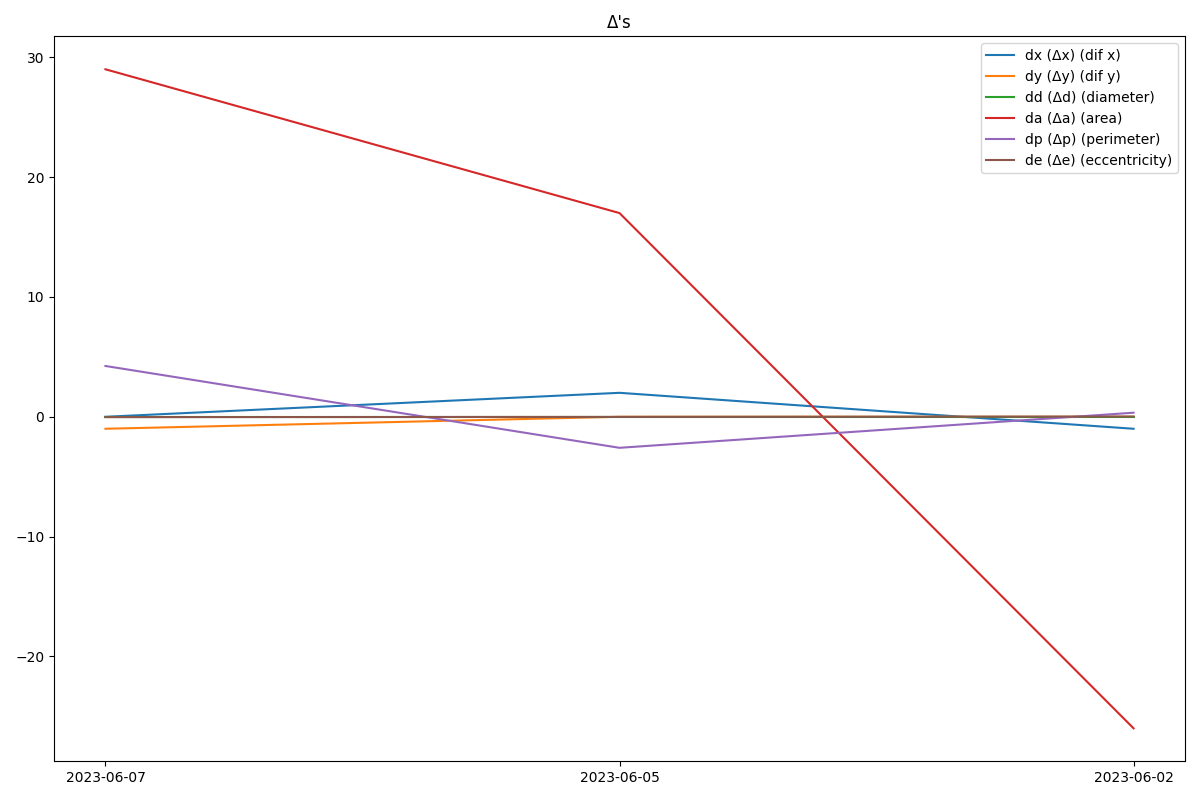 Δ's
30
20
10
0
−10
−20
2023-06-07
2023-06-05
2023-06-02
dx (Δx) (dif x)
dy (Δy) (dif y)
dd (Δd) (diameter)
da (Δa) (area)
dp (Δp) (perimeter)
de (Δe) (eccentricity)